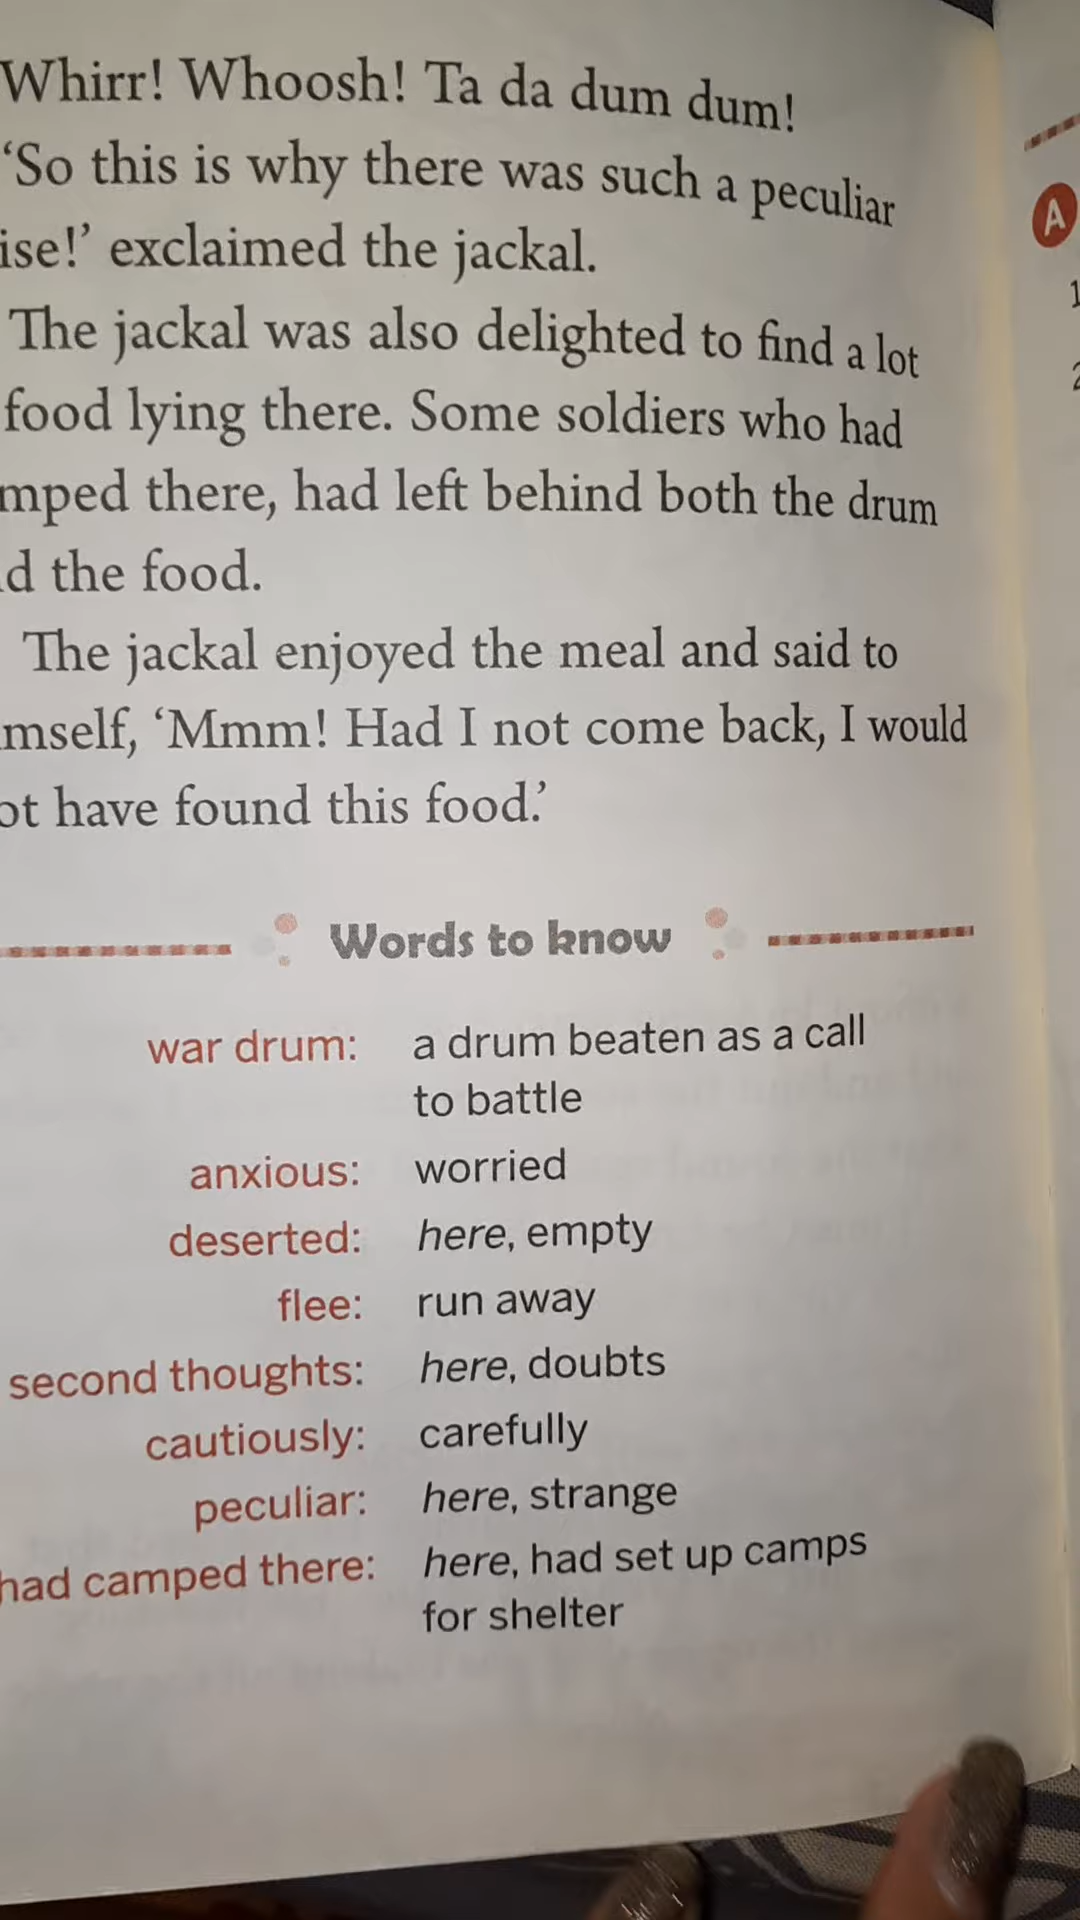 Whirr! Whoosh! Ta da dum dum!
‘So this is why there was such a peculiar
ise!’ exclaimed the jackal.
The jackal was also delighted to find a lot
food lying there. Some soldiers who had
mped there, had left behind both the drum
d the food.
The jackal enjoyed the meal and said to
mself, ‘Mmm! Had I not come back, I would
ot have found this food.’
Words to know
war drum: a drum beaten as a call
to battle
anxious: worried
deserted: here, empty
flee: run away
second thoughts: here, doubts
cautiously: carefully
peculiar: here, strange
had camped there: here, had set up camps
for shelter
A
1
2